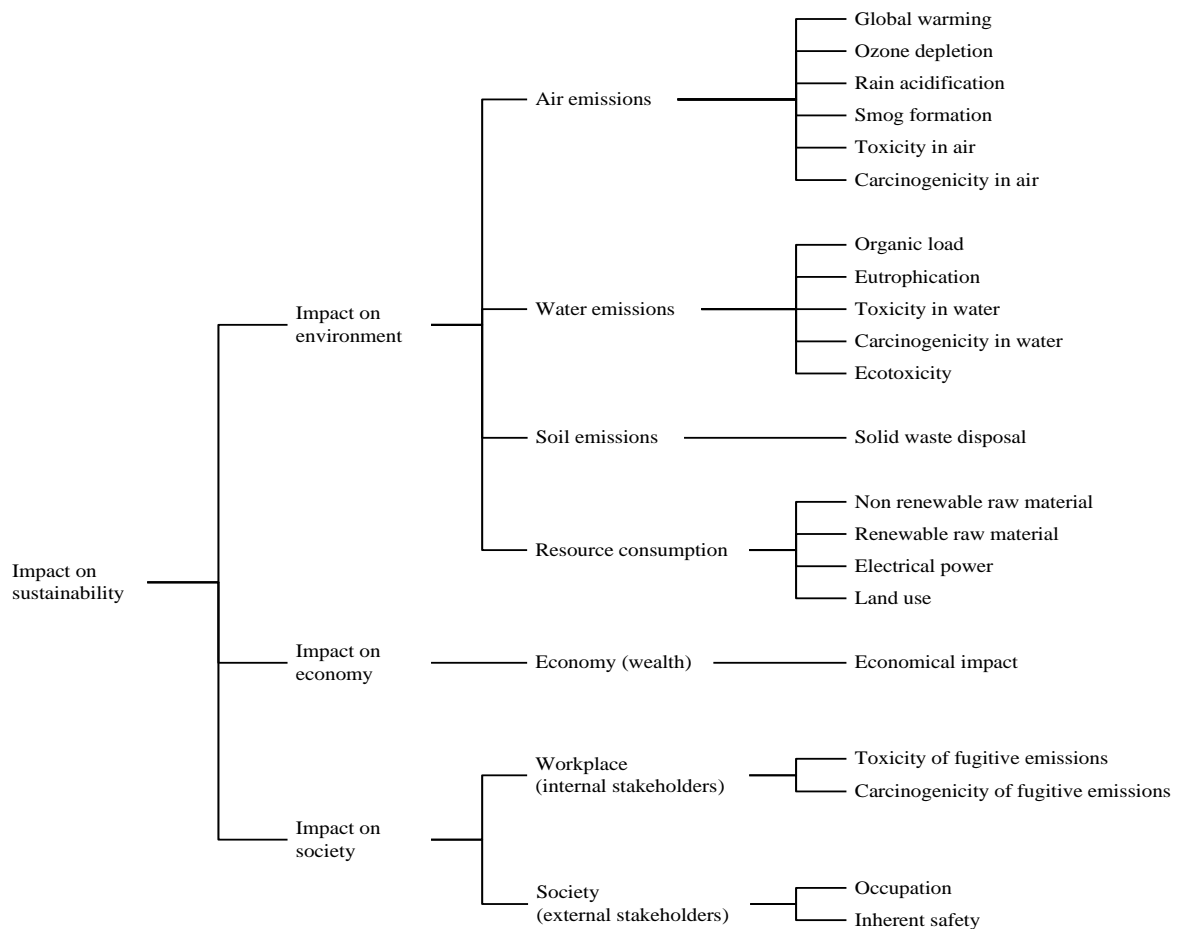 Global warming
Ozone depletion
Rain acidification
Air emissions
Smog formation
Toxicity in air
Carcinogenicity in air
Organic load
Eutrophication
Impact on
environment
Water emissions
Toxicity in water
Carcinogenicity in water
Ecotoxicity
Soil emissions
Solid waste disposal
Non renewable raw material
Renewable raw material
Resource consumption
Electrical power
Land use
Impact on
sustainability
Impact on
economy
Economy (wealth)
Economical impact
Workplace
(internal stakeholders)
Toxicity of fugitive emissions
Carcinogenicity of fugitive emissions
Impact on
society
Society
(external stakeholders)
Occupation
Inherent safety